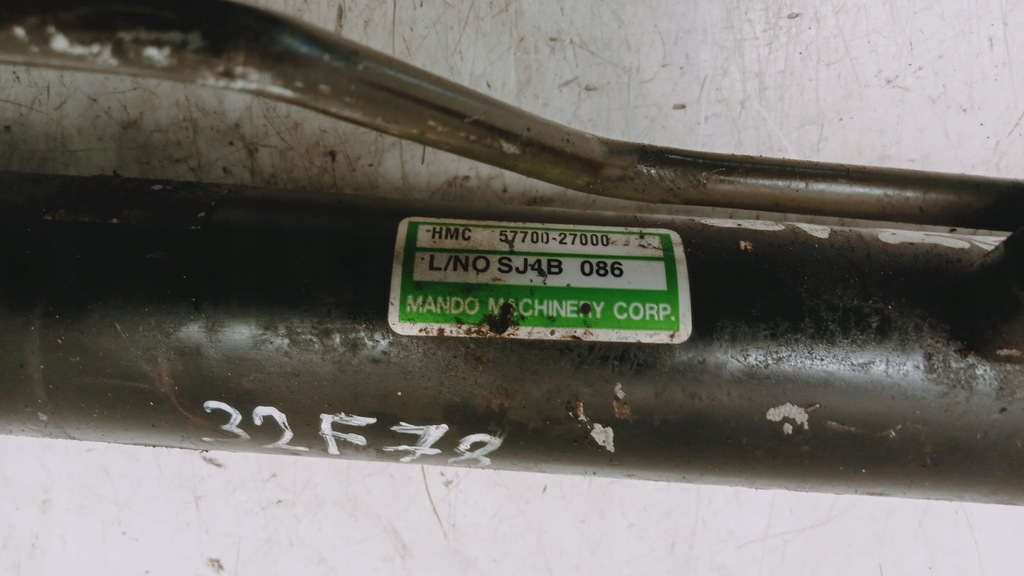 HMC 57700-27000
L/NO SJ4B 086
MANDO MACHINERY CORP.
32F78